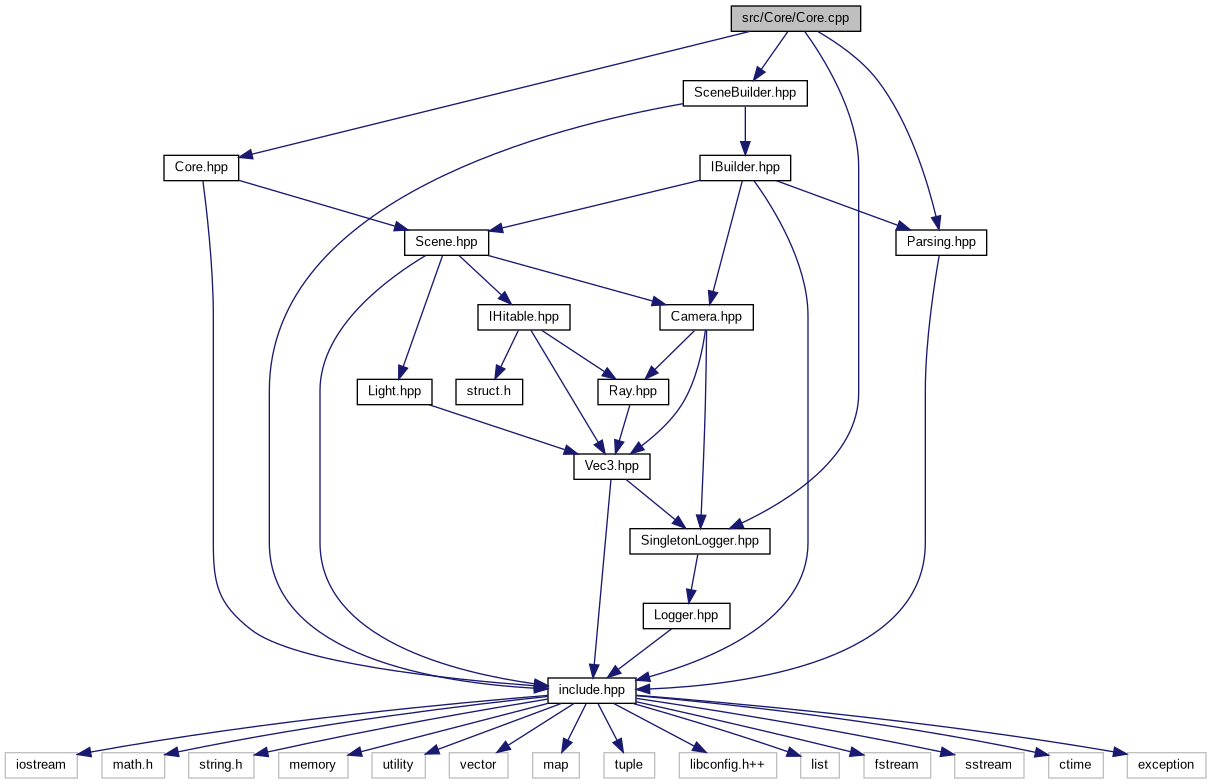 src/Core/Core.cpp
SceneBuilder.hpp
Core.hpp
IBuilder.hpp
Scene.hpp
Parsing.hpp
IHitable.hpp
Camera.hpp
Light.hpp
struct.h
Ray.hpp
Vec3.hpp
SingletonLogger.hpp
Logger.hpp
include.hpp
iostream
math.h
string.h
memory
utility
vector
map
tuple
libconfig.h++
list
fstream
sstream
ctime
exception